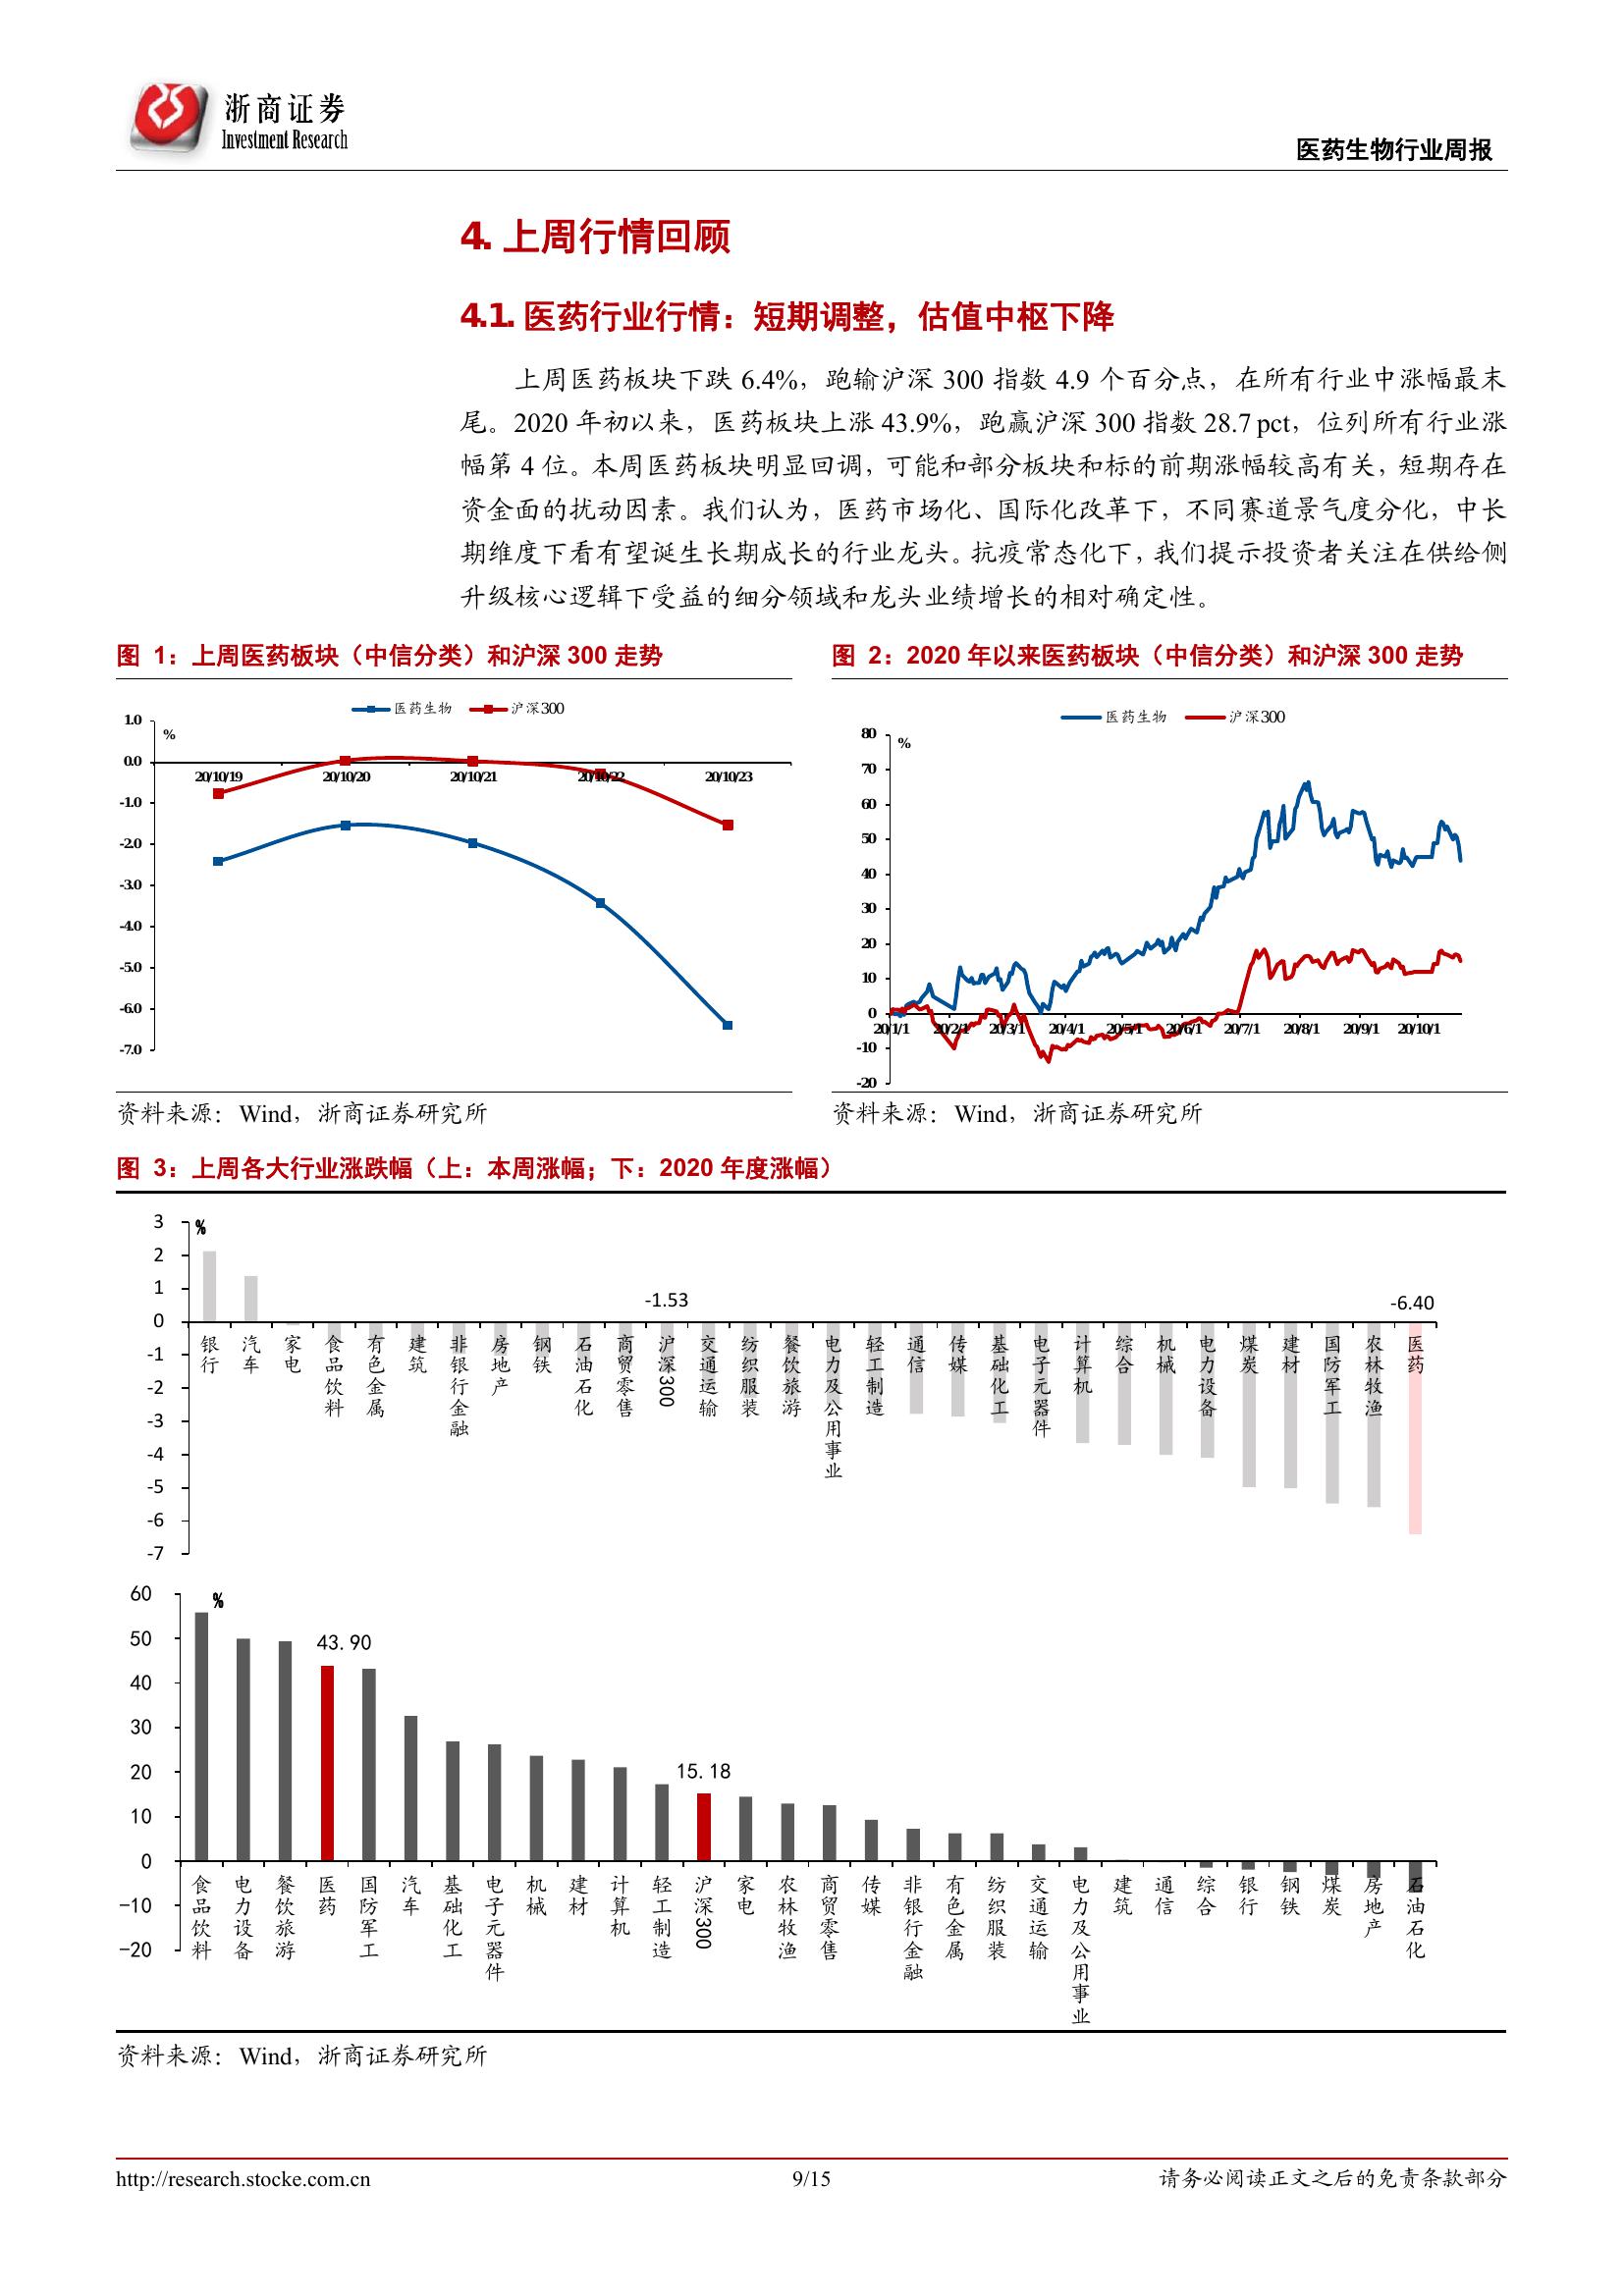 浙商证券
Investment Research
医药生物行业周报
4. 上周行情回顾
4.1. 医药行业行情：短期调整，估值中枢下降
上周医药板块下跌 6.4%，跑输沪深 300 指数 4.9 个百分点，在所有行业中涨幅最末
尾。2020 年初以来，医药板块上涨 43.9%，跑赢沪深 300 指数 28.7 pct，位列所有行业涨
幅第 4 位。本周医药板块明显回调，可能和部分板块和标的前期涨幅较高有关，短期存在
资金面的扰动因素。我们认为，医药市场化、国际化改革下，不同赛道景气度分化，中长
期维度下看有望诞生长期成长的行业龙头。抗疫常态化下，我们提示投资者关注在供给侧
升级核心逻辑下受益的细分领域和龙头业绩增长的相对确定性。
图 1：上周医药板块（中信分类）和沪深 300 走势
医药生物 沪深300
%
1.0
0.0
-1.0
-2.0
-3.0
-4.0
-5.0
-6.0
-7.0
20/10/19 20/10/20 20/10/21 20/10/22 20/10/23
资料来源：Wind，浙商证券研究所
图 2：2020 年以来医药板块（中信分类）和沪深 300 走势
医药生物 沪深300
%
80
70
60
50
40
30
20
10
0
-10
-20
20/1/1 20/2/1 20/3/1 20/4/1 20/5/1 20/6/1 20/7/1 20/8/1 20/9/1 20/10/1
资料来源：Wind，浙商证券研究所
图 3：上周各大行业涨跌幅（上：本周涨幅；下：2020 年度涨幅）
%
3
2
1
0
-1
-2
-3
-4
-5
-6
-7
-1.53
-6.40
银行
汽车
家电
食品饮料
有色金属
建筑
非银行金融
房地产
钢铁
石油石化
商贸零售
沪深300
交通运输
纺织服装
餐饮旅游
电力及公用事业
轻工制造
通信
传媒
基础化工
电子元器件
计算机
综合
机械
电力设备
煤炭
建材
国防军工
农林牧渔
医药
%
60
50
40
30
20
10
0
-10
-20
43.90
15.18
食品饮料
电力设备
餐饮旅游
医药
国防军工
汽车
基础化工
电子元器件
机械
建材
计算机
轻工制造
沪深300
家电
农林牧渔
商贸零售
传媒
非银行金融
有色金属
纺织服装
交通运输
电力及公用事业
建筑
通信
综合
银行
钢铁
煤炭
房地产
石油石化
资料来源：Wind，浙商证券研究所
http://research.stocke.com.cn
9/15
请务必阅读正文之后的免责条款部分